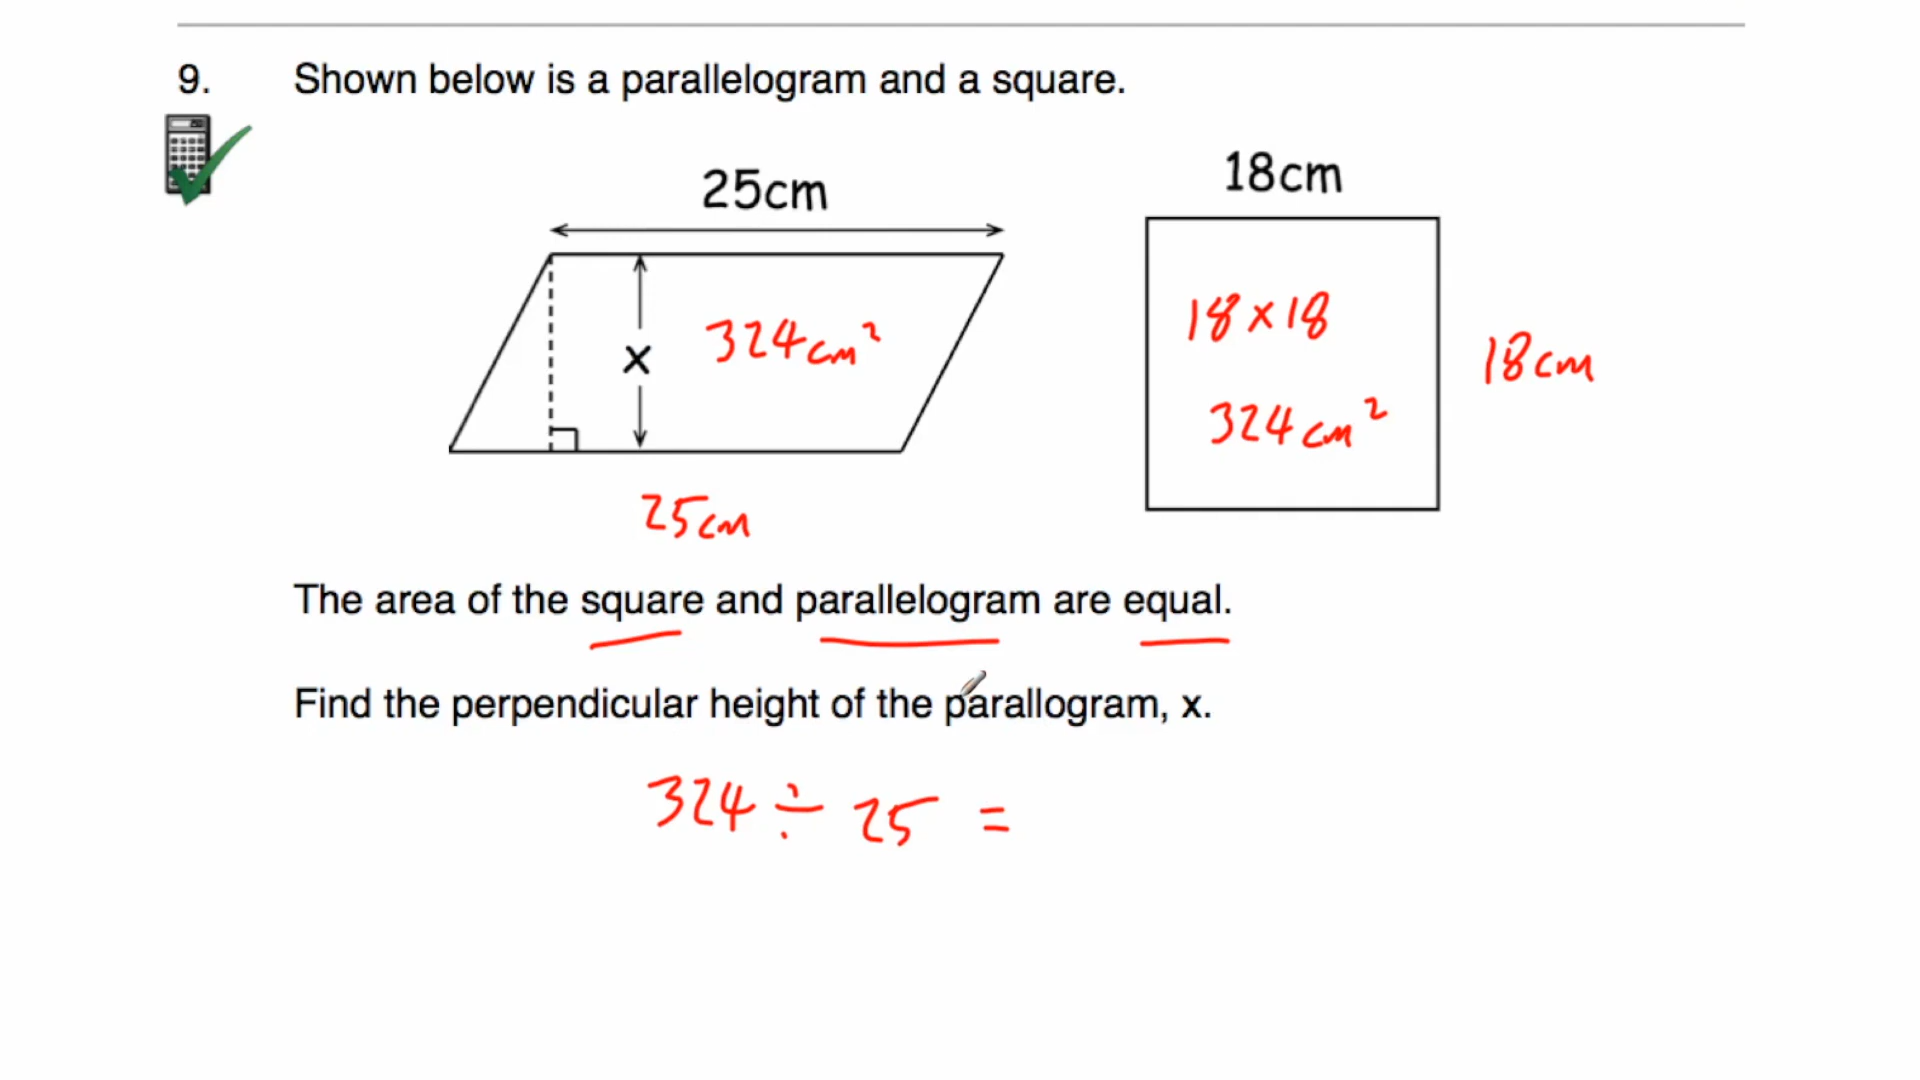 9. Shown below is a parallelogram and a square.
25cm
18cm
x
324cm²
18×18
324cm²
18cm
25cm
The area of the square and parallelogram are equal.
Find the perpendicular height of the parallogram, x.
324 ÷ 25 =